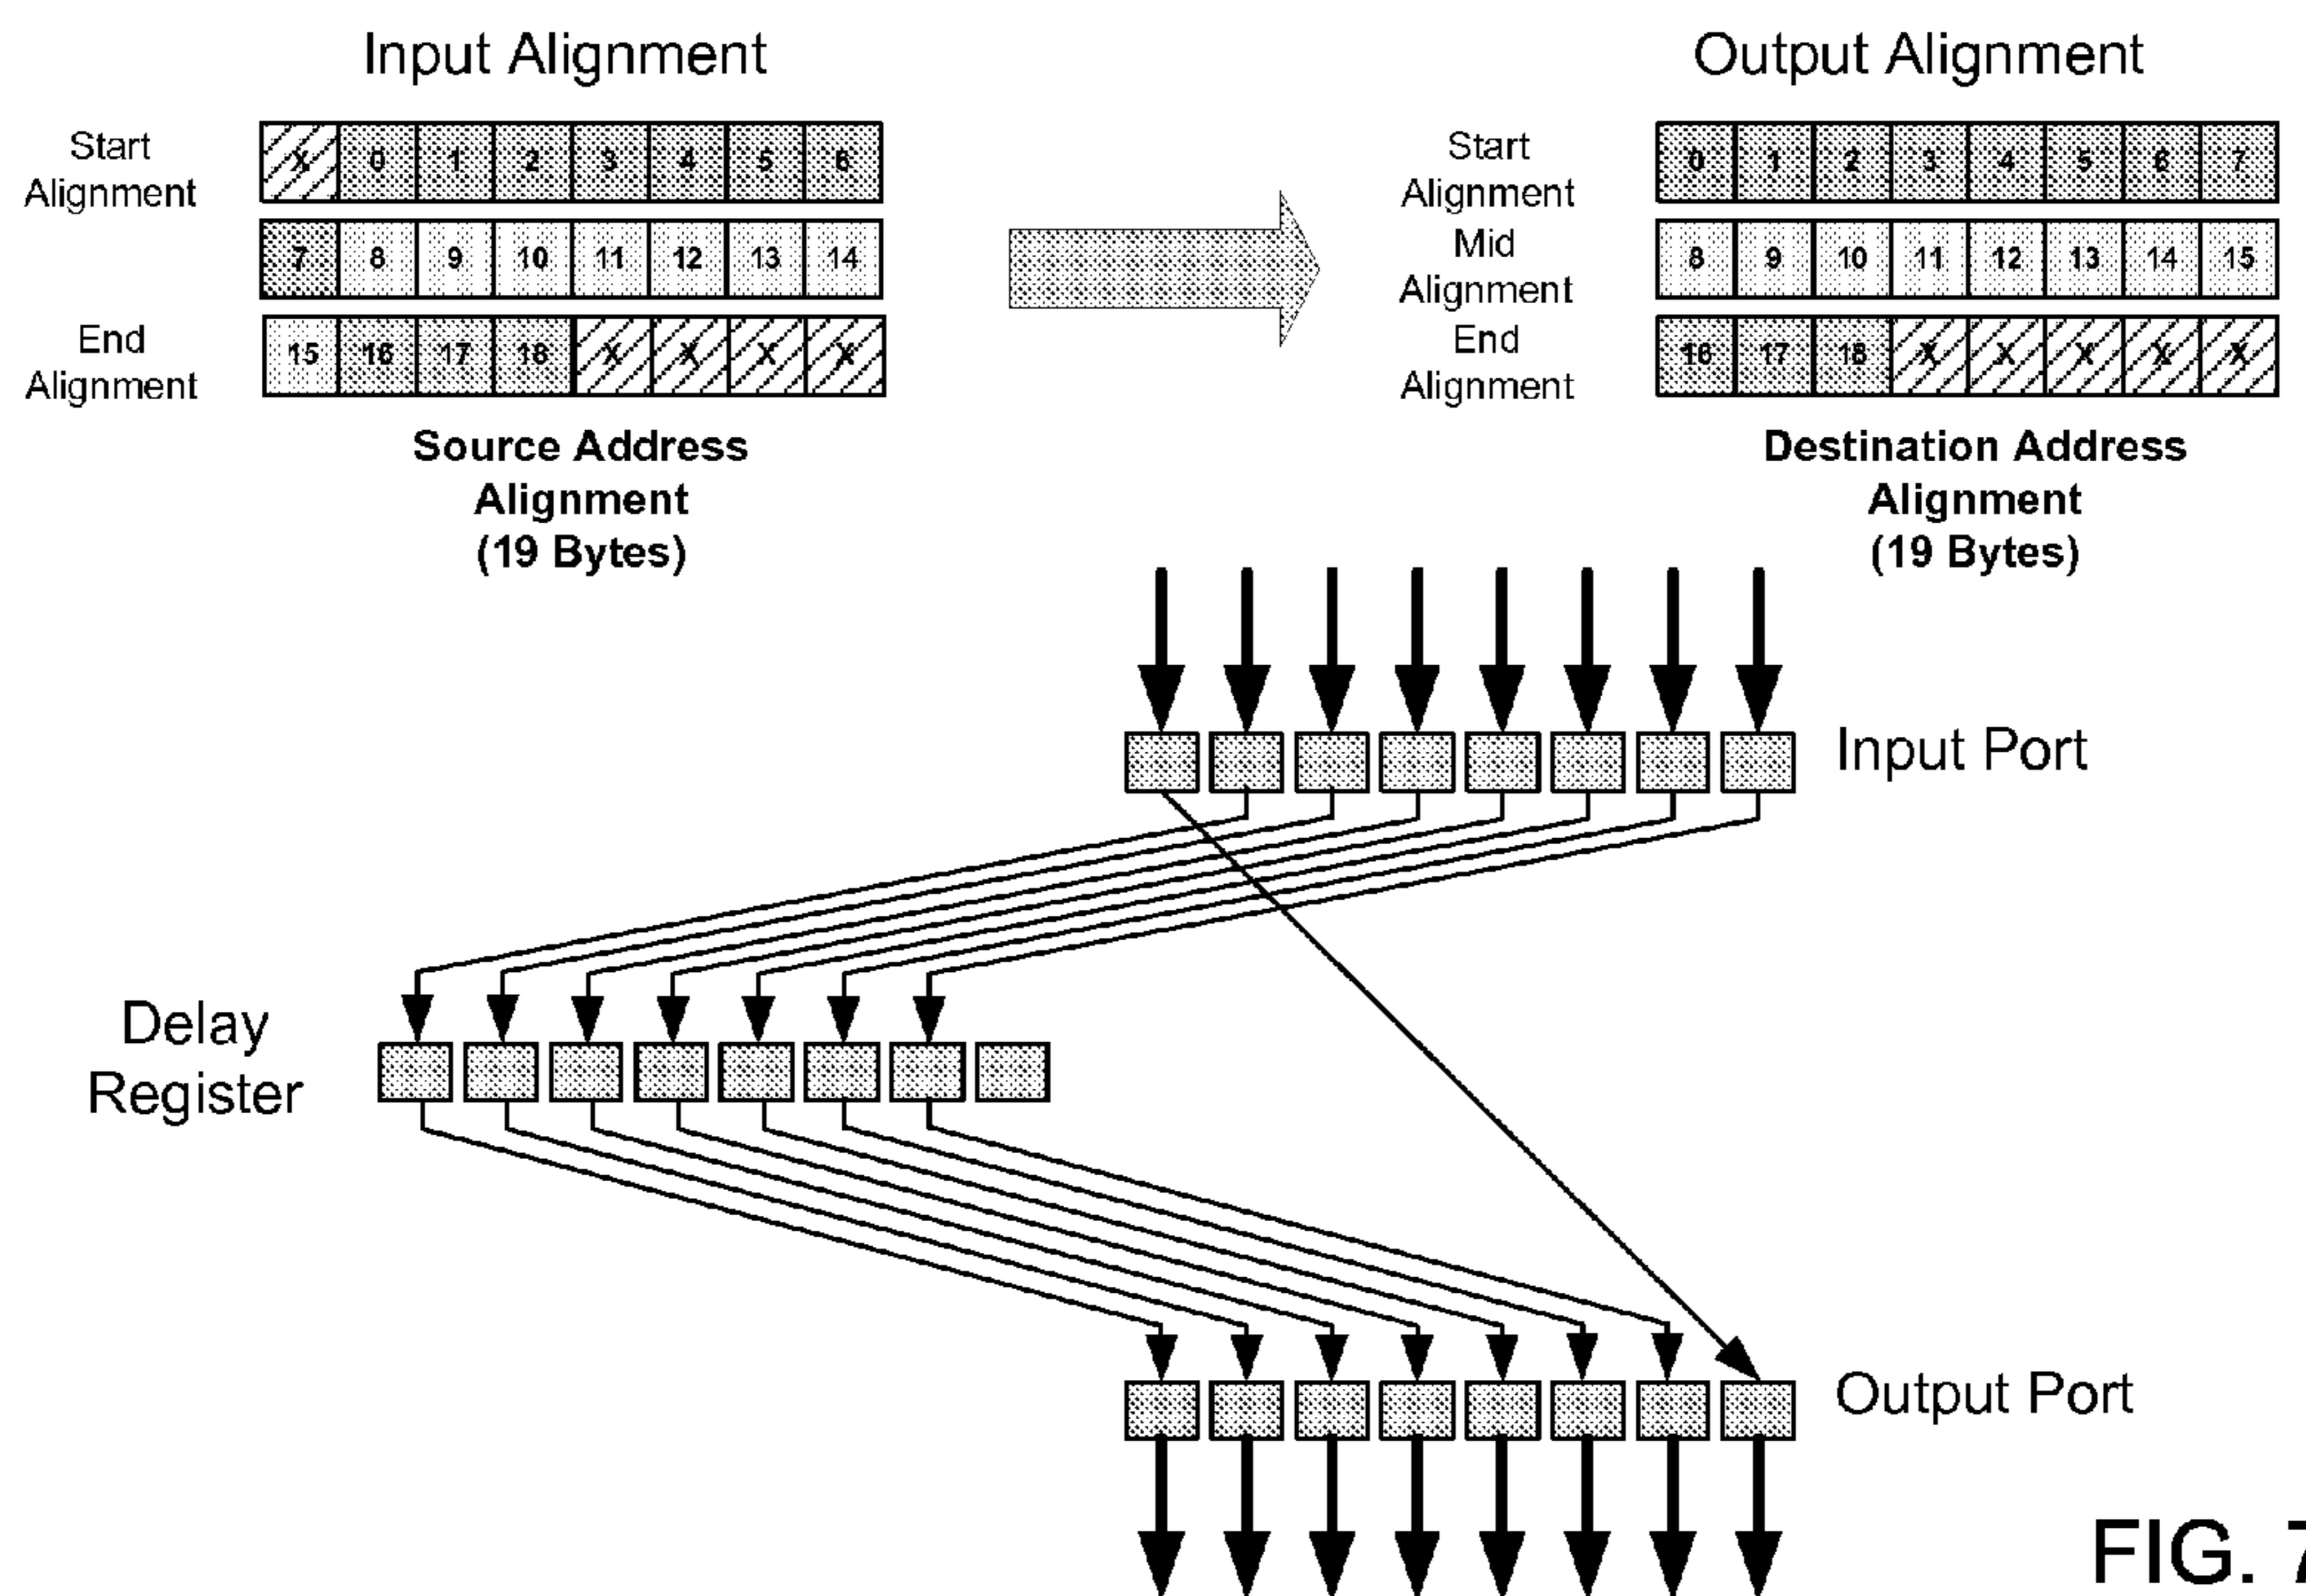 Input Alignment
Output Alignment
Start
Alignment
X 0 1 2 3 4 5 6
7 8 9 10 11 12 13 14
End
Alignment
15 16 17 18 X X X X
Source Address
Alignment
(19 Bytes)
Start
Alignment
0 1 2 3 4 5 6 7
Mid
Alignment
8 9 10 11 12 13 14 15
End
Alignment
16 17 18 X X X X X
Destination Address
Alignment
(19 Bytes)
Input Port
Delay
Register
Output Port
FIG. 7